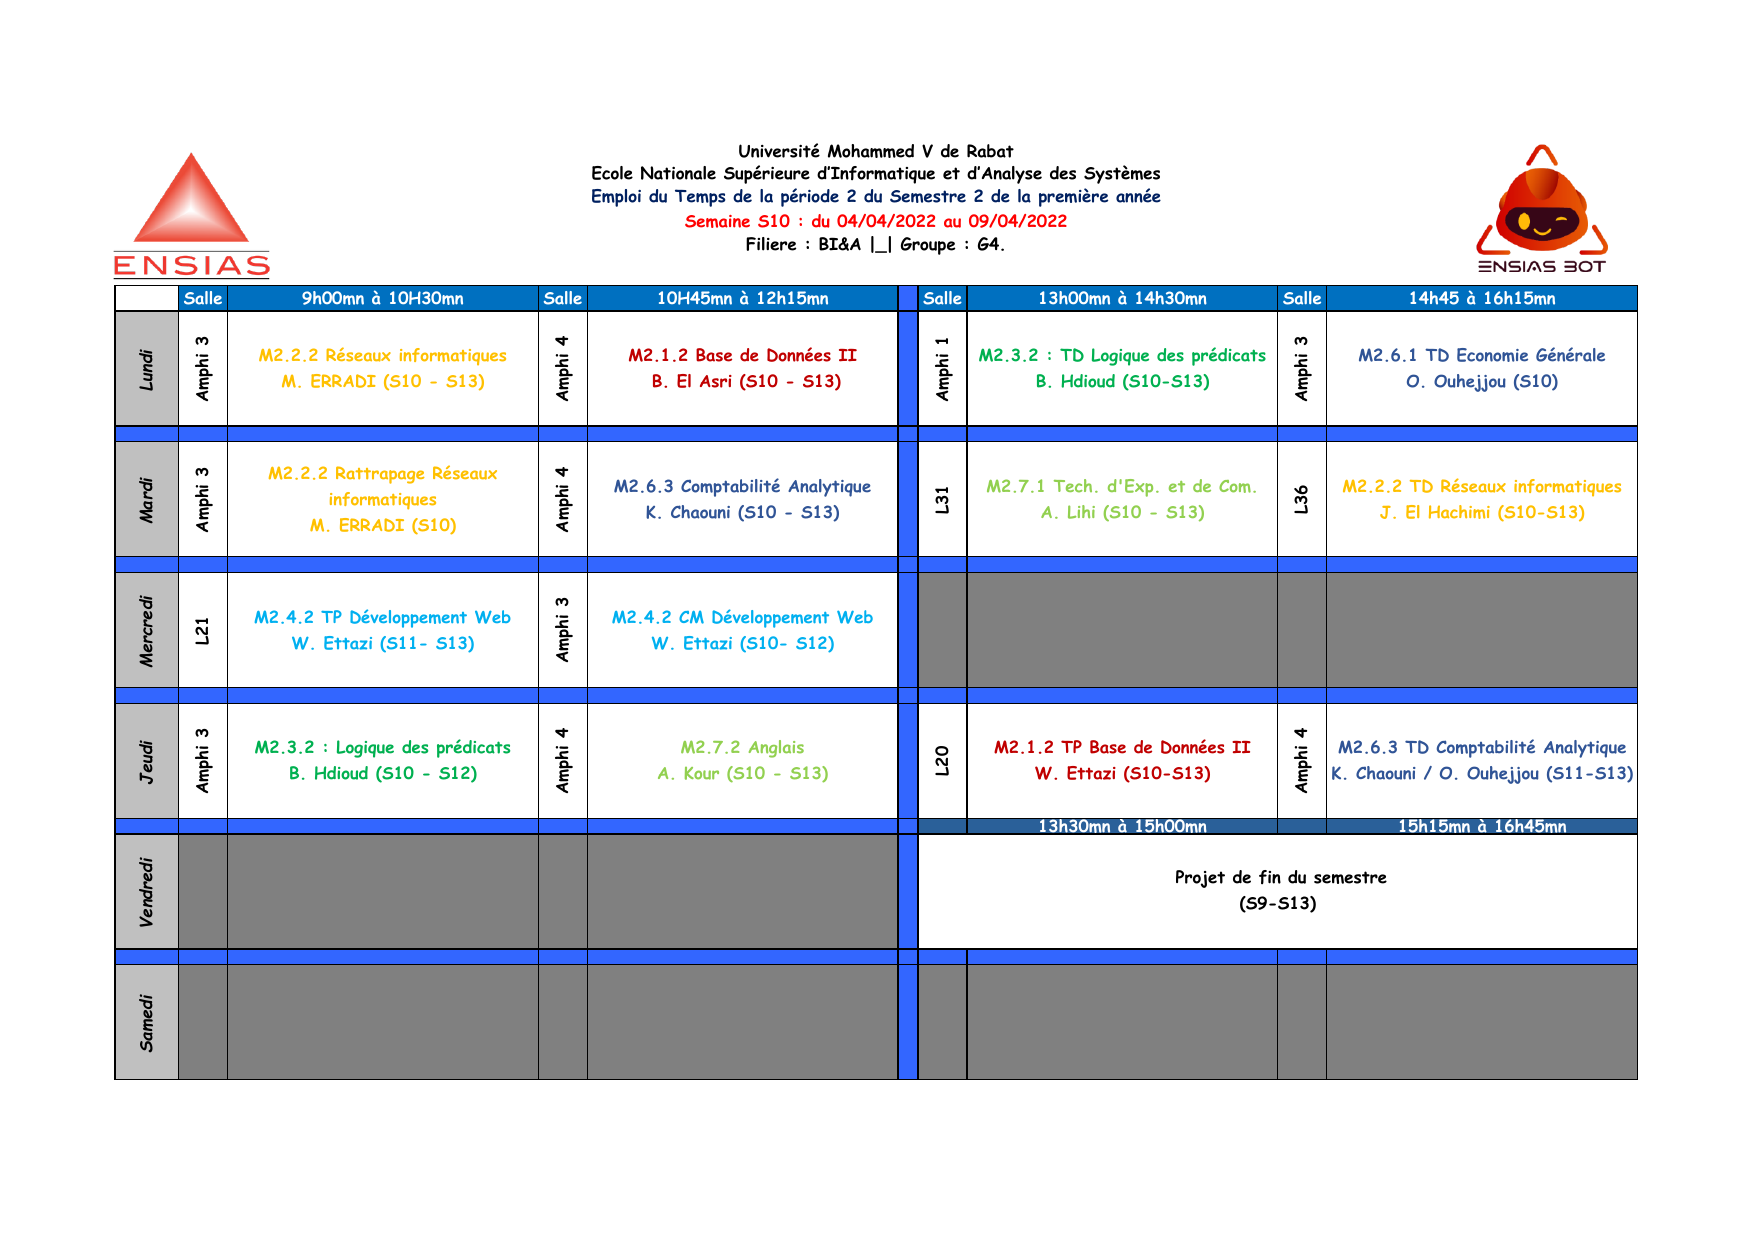 Université Mohammed V de Rabat
Ecole Nationale Supérieure d'Informatique et d'Analyse des Systèmes
Emploi du Temps de la période 2 du Semestre 2 de la première année
Semaine S10 : du 04/04/2022 au 09/04/2022
Filiere : BI&A |_| Groupe : G4.
ENSIAS
ENSIAS BOT
Salle 9h00mn à 10H30mn Salle 10H45mn à 12h15mn Salle 13h00mn à 14h30mn Salle 14h45 à 16h15mn
Lundi
Amphi 3
M2.2.2 Réseaux informatiques
M. ERRADI (S10 - S13)
Amphi 4
M2.1.2 Base de Données II
B. El Asri (S10 - S13)
Amphi 1
M2.3.2 : TD Logique des prédicats
B. Hdioud (S10-S13)
Amphi 3
M2.6.1 TD Economie Générale
O. Ouhejjou (S10)
Mardi
Amphi 3
M2.2.2 Rattrapage Réseaux
informatiques
M. ERRADI (S10)
Amphi 4
M2.6.3 Comptabilité Analytique
K. Chaouni (S10 - S13)
L31
M2.7.1 Tech. d'Exp. et de Com.
A. Lihi (S10 - S13)
L36
M2.2.2 TD Réseaux informatiques
J. El Hachimi (S10-S13)
Mercredi
L21
M2.4.2 TP Développement Web
W. Ettazi (S11- S13)
Amphi 3
M2.4.2 CM Développement Web
W. Ettazi (S10- S12)
Jeudi
Amphi 3
M2.3.2 : Logique des prédicats
B. Hdioud (S10 - S12)
Amphi 4
M2.7.2 Anglais
A. Kour (S10 - S13)
L20
M2.1.2 TP Base de Données II
W. Ettazi (S10-S13)
Amphi 4
M2.6.3 TD Comptabilité Analytique
K. Chaouni / O. Ouhejjou (S11-S13)
13h30mn à 15h00mn 15h15mn à 16h45mn
Vendredi
Projet de fin du semestre
(S9-S13)
Samedi